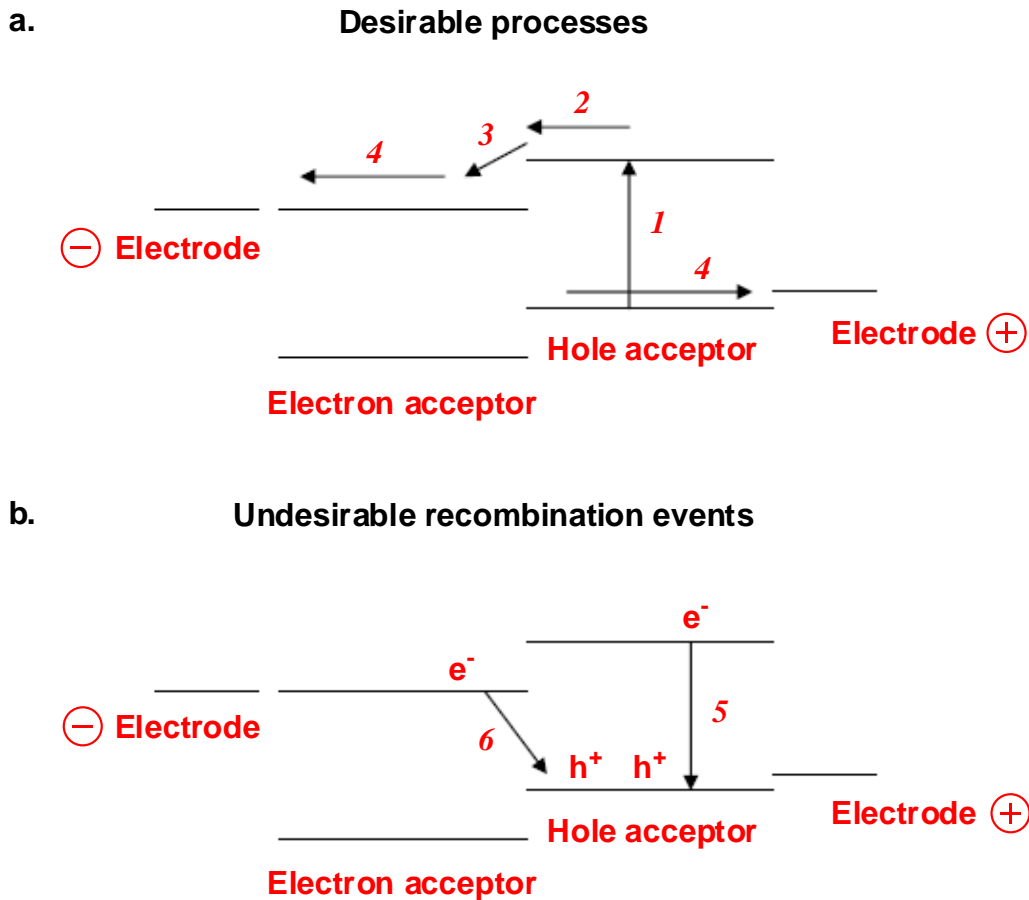 a.
Desirable processes
2
3
4
1
− Electrode
4
Hole acceptor
Electrode +
Electron acceptor
b.
Undesirable recombination events
e-
e-
− Electrode
6
5
h+ h+
Hole acceptor
Electrode +
Electron acceptor